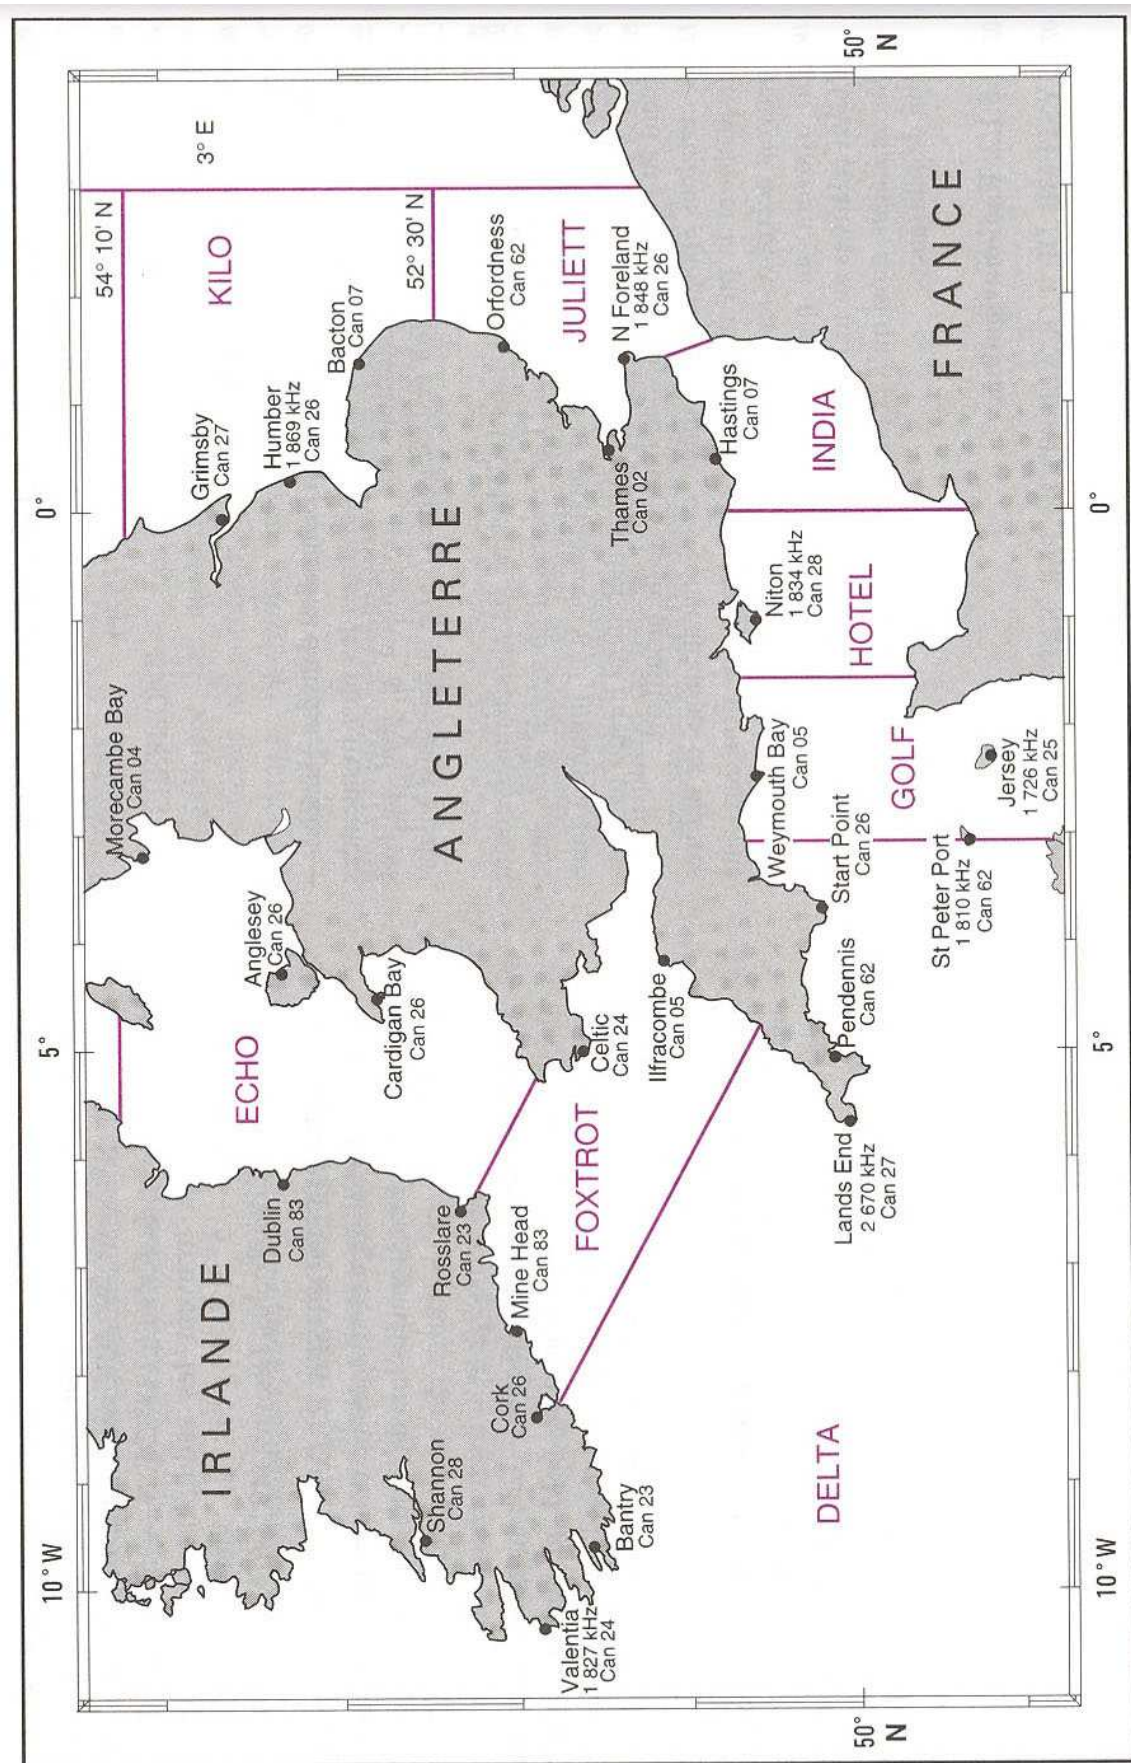 10° W
5°
0°
Morecambe Bay
Can 04
54° 10' N
3° E
Grimsby
Can 27
KILO
IRLANDE
Dublin
Can 83
ECHO
Anglesey
Can 26
Humber
1 869 kHz
Can 26
Bacton
Can 07
Cardigan Bay
Can 26
52° 30' N
ANGLETERRE
Shannon
Can 28
Rosslare
Can 23
Orfordness
Can 62
Cork
Can 26
Mine Head
Can 83
JULIETT
Valentia
1 827 kHz
Can 24
FOXTROT
Celtic
Can 24
Bantry
Can 23
Thames
Can 02
N Foreland
1 848 kHz
Can 26
Ilfracombe
Can 05
Hastings
Can 07
Niton
1 834 kHz
Can 28
INDIA
Weymouth Bay
Can 05
Start Point
Can 26
HOTEL
DELTA
Lands End
2 670 kHz
Can 27
Pendennis
Can 62
GOLF
50°
N
50°
N
St Peter Port
1 810 kHz
Can 62
Jersey
1 726 kHz
Can 25
FRANCE
10° W
5°
0°